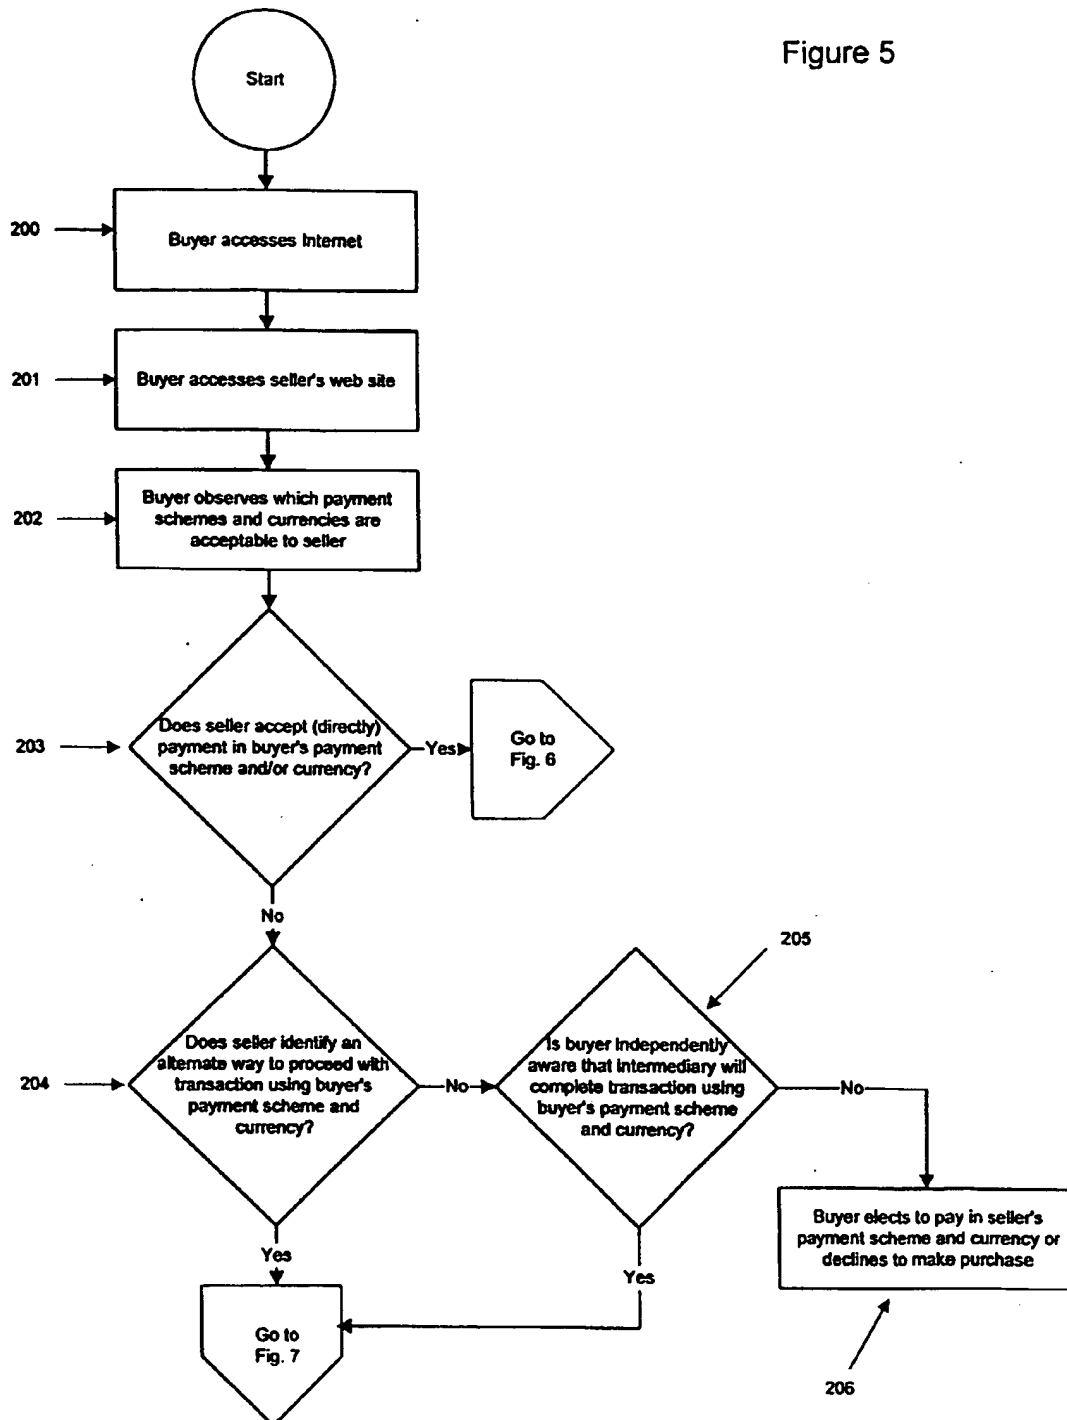 Figure 5
Start
200
Buyer accesses Internet
201
Buyer accesses seller's web site
202
Buyer observes which payment
schemes and currencies are
acceptable to seller
203
Does seller accept (directly)
payment in buyer's payment
scheme and/or currency?
Yes
Go to
Fig. 6
No
204
Does seller identify an
alternate way to proceed with
transaction using buyer's
payment scheme and
currency?
No
205
Is buyer independently
aware that intermediary will
complete transaction using
buyer's payment scheme
and currency?
No
Buyer elects to pay in seller's
payment scheme and currency or
declines to make purchase
206
Yes
Yes
Go to
Fig. 7